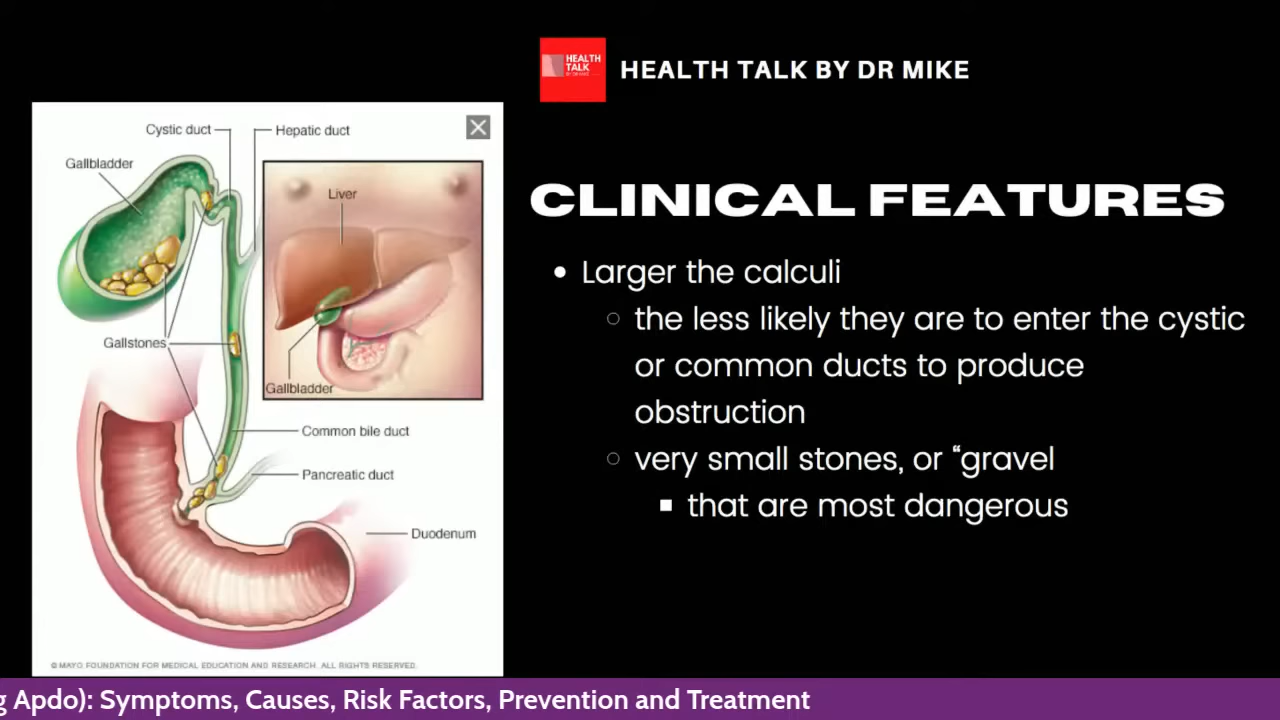 HEALTH
TALK
BY DR MIKE
HEALTH TALK BY DR MIKE
Cystic duct
Hepatic duct
Gallbladder
Liver
Gallstones
Gallbladder
Common bile duct
Pancreatic duct
Duodenum
© MAYO FOUNDATION FOR MEDICAL EDUCATION AND RESEARCH. ALL RIGHTS RESERVED.
CLINICAL FEATURES
Larger the calculi
the less likely they are to enter the cystic
or common ducts to produce
obstruction
very small stones, or “gravel
that are most dangerous
g Apdo): Symptoms, Causes, Risk Factors, Prevention and Treatment